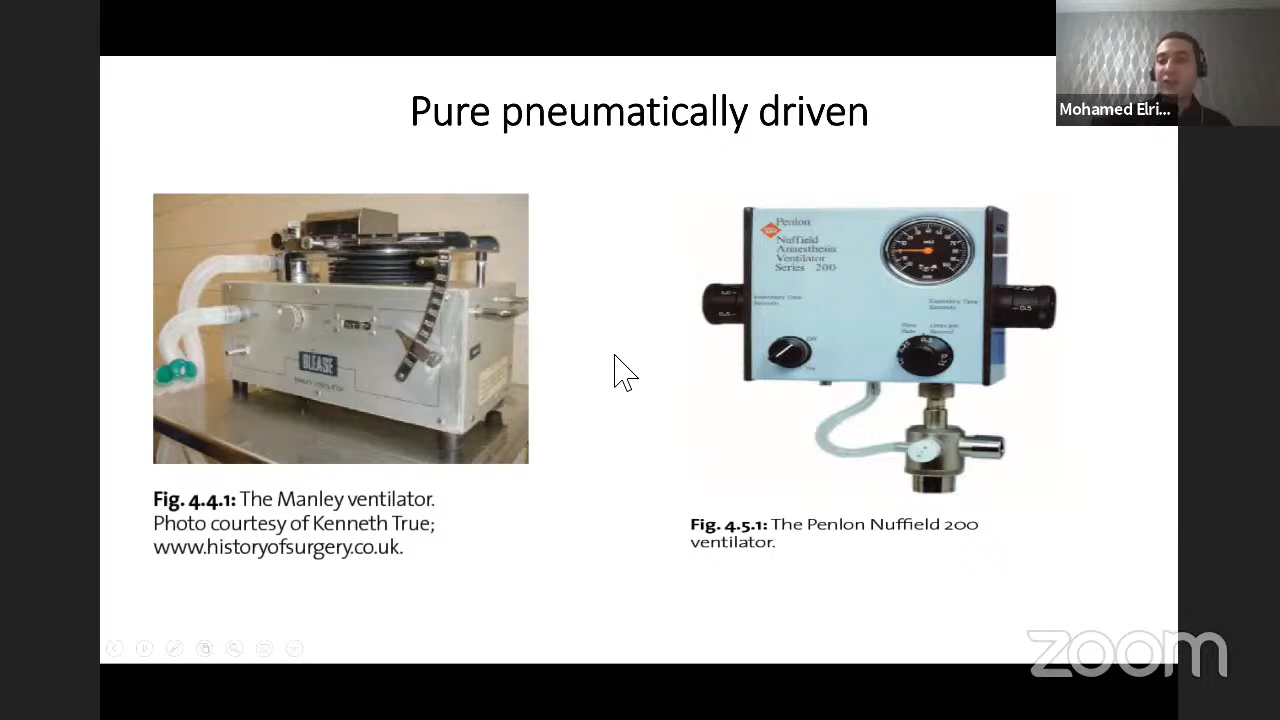 Pure pneumatically driven
Mohamed Elri...
BLEASE
Penlon
Nuffield
Anaesthesia
Ventilator
Series 200
Fig. 4.4.1: The Manley ventilator.
Photo courtesy of Kenneth True;
www.historyofsurgery.co.uk.
Fig. 4.5.1: The Penlon Nuffield 200
ventilator.
zoom